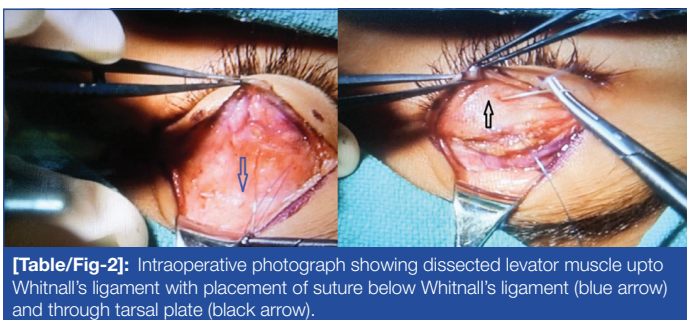 [Table/Fig-2]: Intraoperative photograph showing dissected levator muscle upto
Whitnall’s ligament with placement of suture below Whitnall’s ligament (blue arrow)
and through tarsal plate (black arrow).